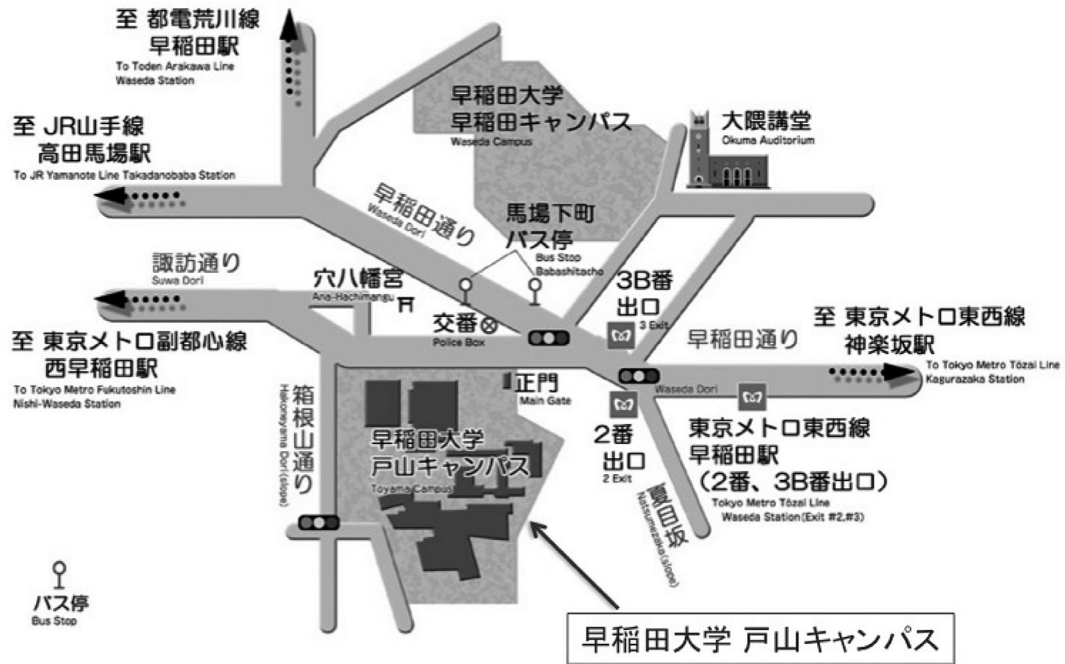 至 都電荒川線
早稲田駅
To Toden Arakawa Line
Waseda Station
至 JR山手線
高田馬場駅
To JR Yamanote Line Takadanobaba Station
早稲田大学
早稲田キャンパス
Waseda Campus
大隈講堂
Okuma Auditorium
早稲田通り
Waseda Dori
馬場下町
バス停
Bus Stop
Babashitacho
諏訪通り
Suwa Dori
穴八幡宮
Ana-Hachimangu
交番
Police Box
3B番
出口
3 Exit
早稲田通り
Waseda Dori
至 東京メトロ東西線
神楽坂駅
To Tokyo Metro Tōzai Line
Kagurazaka Station
至 東京メトロ副都心線
西早稲田駅
To Tokyo Metro Fukutoshin Line
Nishi-Waseda Station
箱根山通り
Hakoneyama Dori(slope)
正門
Main Gate
早稲田大学
戸山キャンパス
Toyama Campus
2番
出口
2 Exit
東京メトロ東西線
早稲田駅
(2番、3B番出口)
Tokyo Metro Tōzai Line
Waseda Station(Exit #2,#3)
Natsumezaka(slope)
バス停
Bus Stop
早稲田大学 戸山キャンパス